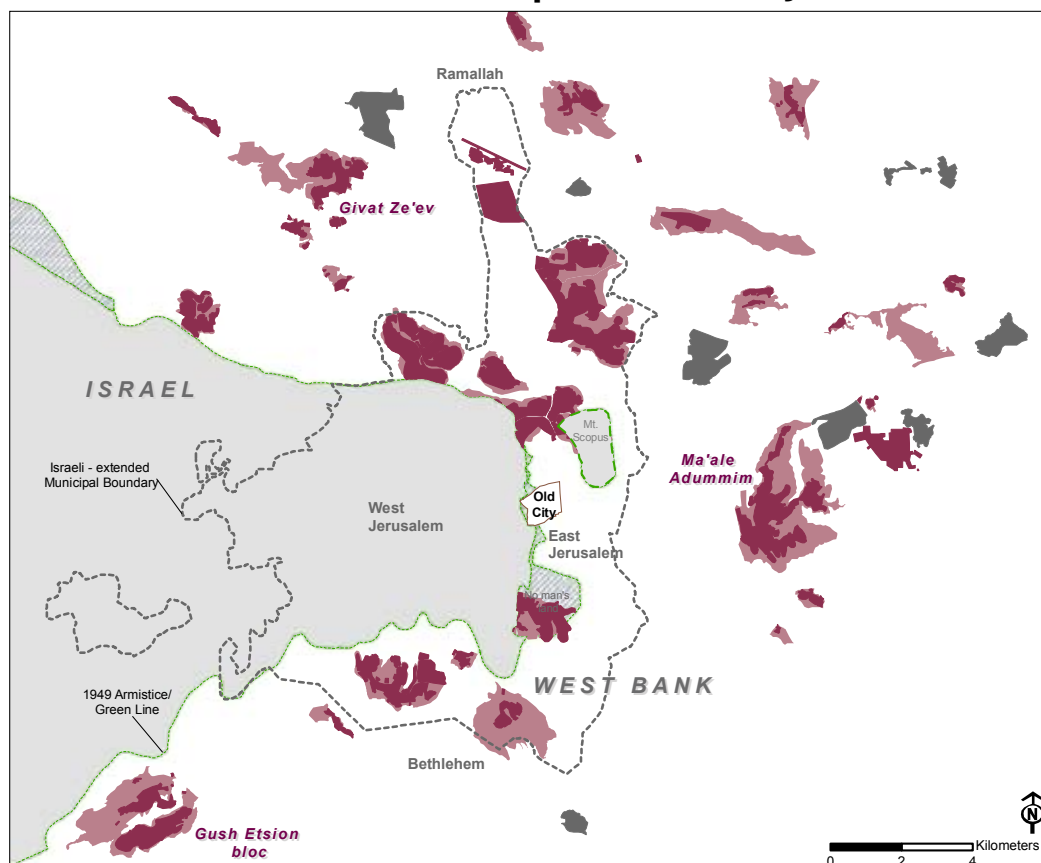 Ramallah
Givat Ze'ev
ISRAEL
Mt.
Scopus
Ma'ale
Adummim
Israeli - extended
Municipal Boundary
Old
City
West
Jerusalem
East
Jerusalem
No man's
land
WEST BANK
1949 Armistice/
Green Line
Bethlehem
Gush Etsion
bloc
N
Kilometers
0 2 4